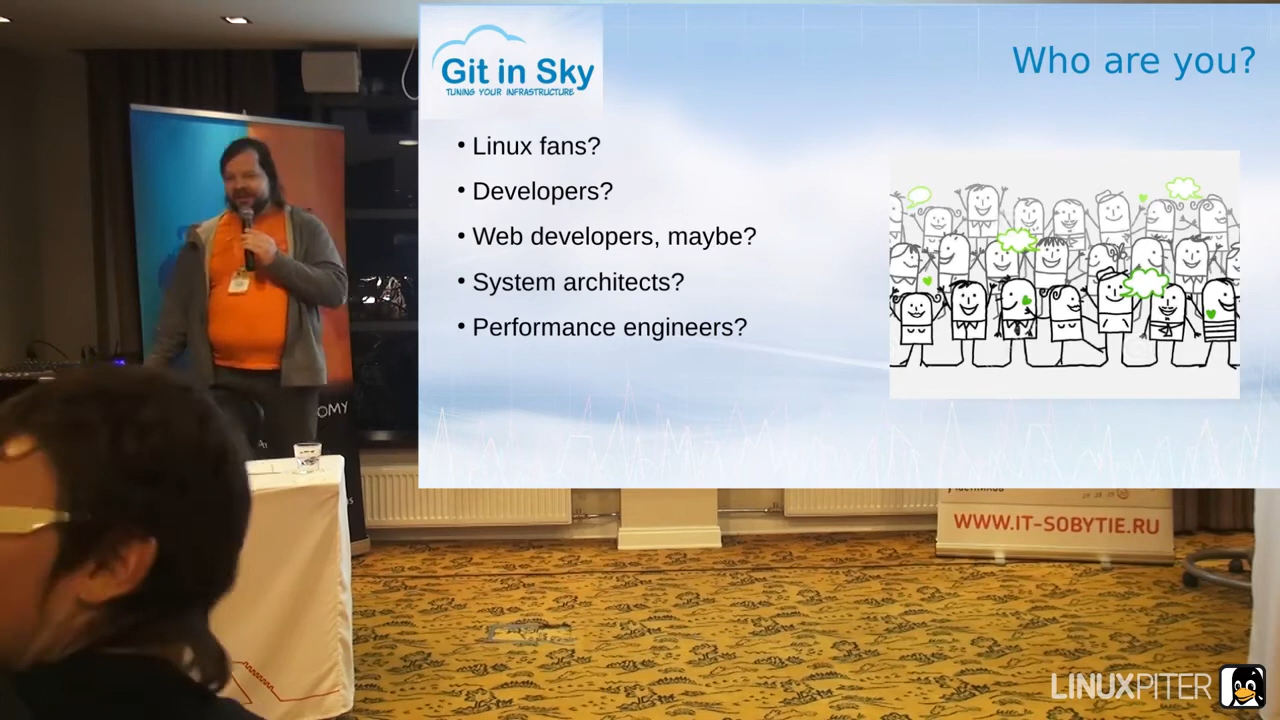 Git in Sky
TUNING YOUR INFRASTRUCTURE
Who are you?
• Linux fans?
• Developers?
• Web developers, maybe?
• System architects?
• Performance engineers?
OMY
WWW.IT-SOBYTIE.RU
LINUXPITER